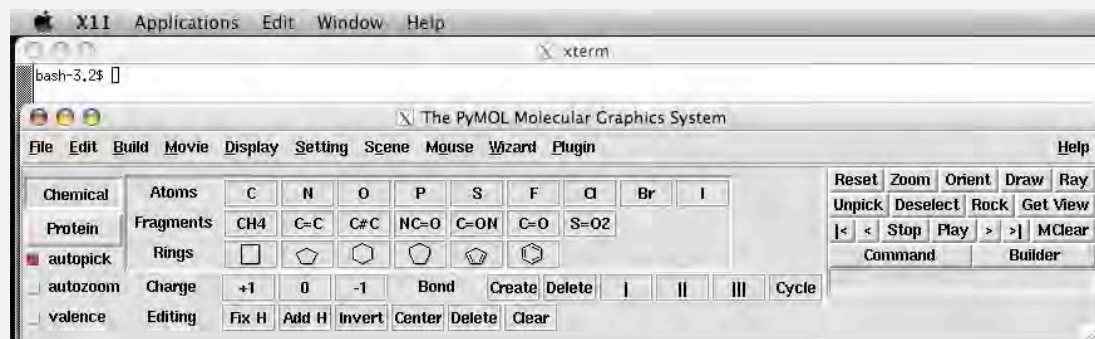 X11 Applications Edit Window Help
X xterm
bash-3.2$
X The PyMOL Molecular Graphics System
File Edit Build Movie Display Setting Scene Mouse Wizard Plugin Help
Chemical Atoms C N O P S F Cl Br I
Protein Fragments CH4 C=C C#C NC=O C=ON C=O S=O2
autopick Rings
autozoom Charge +1 0 -1 Bond Create Delete | || ||| Cycle
valence Editing Fix H Add H Invert Center Delete Clear
Reset Zoom Orient Draw Ray
Unpick Deselect Rock Get View
|< < Stop Play > >| MClear
Command Builder